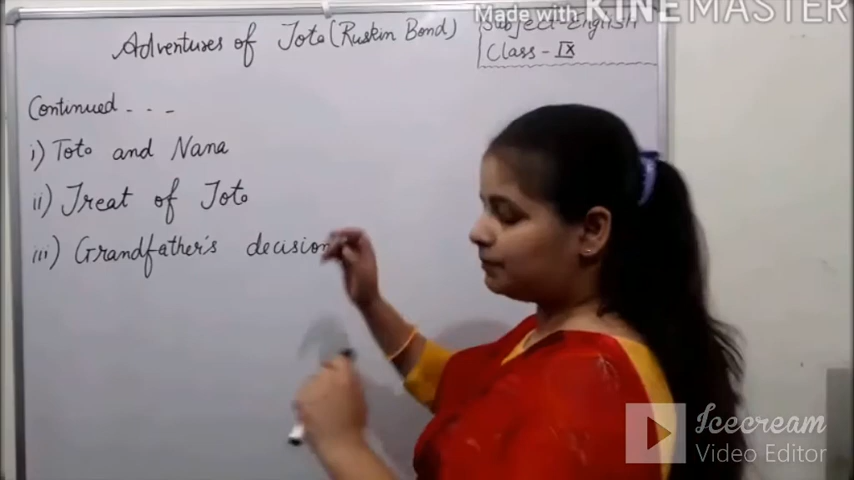 Made with KINEMASTER
Adventures of Toto (Ruskin Bond)
Subject-English
Class - IX
Continued - - -
i) Toto and Nana
ii) Treat of Toto
iii) Grandfather's decision
Icecream
VIDEO EDITOR